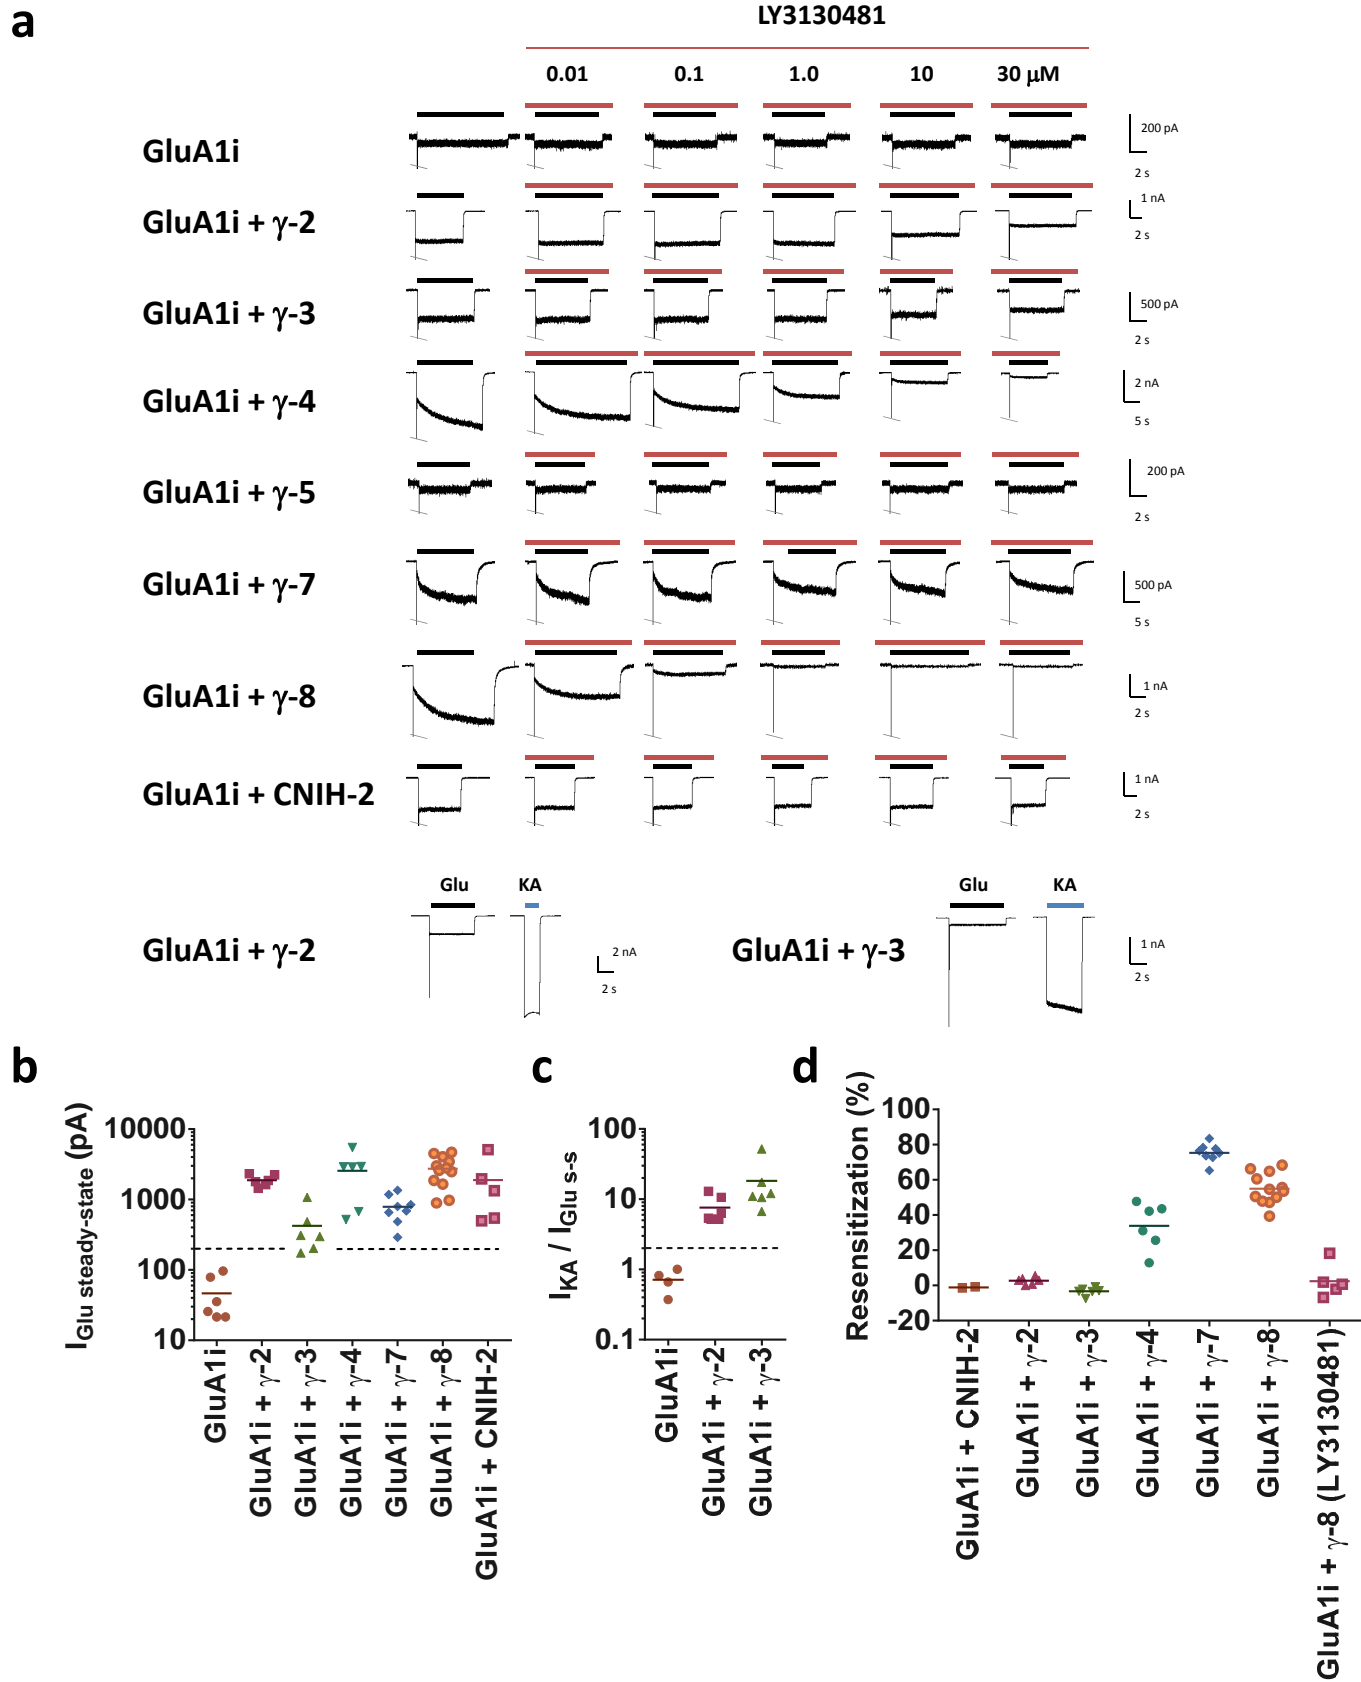 a
LY3130481
0.01 0.1 1.0 10 30 μM
GluA1i
200 pA
2 s
GluA1i + γ-2
1 nA
2 s
GluA1i + γ-3
500 pA
2 s
GluA1i + γ-4
2 nA
5 s
GluA1i + γ-5
200 pA
2 s
GluA1i + γ-7
500 pA
5 s
GluA1i + γ-8
1 nA
2 s
GluA1i + CNIH-2
1 nA
2 s
Glu KA
GluA1i + γ-2
2 nA
2 s
Glu KA
GluA1i + γ-3
1 nA
2 s
b
I Glu steady-state (pA)
10000
1000
100
10
GluA1i
GluA1i + γ-2
GluA1i + γ-3
GluA1i + γ-4
GluA1i + γ-7
GluA1i + γ-8
GluA1i + CNIH-2
c
I KA / I Glu s-s
100
10
1
0.1
GluA1i
GluA1i + γ-2
GluA1i + γ-3
d
Resensitization (%)
100
80
60
40
20
0
-20
GluA1i + CNIH-2
GluA1i + γ-2
GluA1i + γ-3
GluA1i + γ-4
GluA1i + γ-7
GluA1i + γ-8
GluA1i + γ-8 (LY3130481)